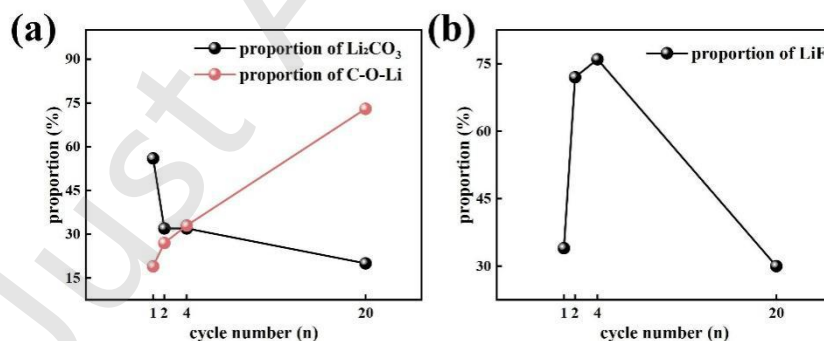 (a)
proportion of Li₂CO₃
proportion of C-O-Li
proportion (%)
90
75
60
45
30
15
1 2 4 20
cycle number (n)
(b)
proportion of LiF
proportion (%)
75
60
45
30
1 2 4 20
cycle number (n)
Just A